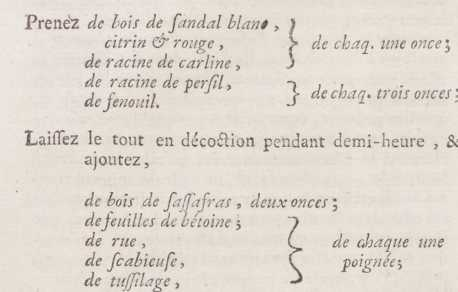 Prenez de bois de ſandal blanc,
citrin & rouge,
de racine de carline,
de chaq. une once;
de racine de perſil,
de fenouil.
de chaq. trois onces;
Laiſſez le tout en décoction pendant demi-heure, &
ajoutez,
de bois de ſaſſafras, deux onces;
de feuilles de bétoine;
de rue,
de ſcabieuſe,
de tuſſilage,
de chaque une
poignée;